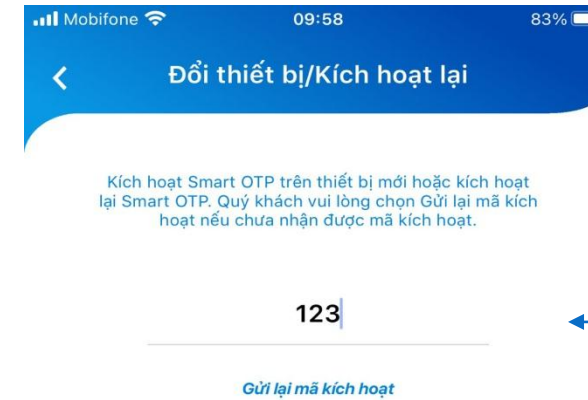 Mobifone 09:58 83%
Đổi thiết bị/Kích hoạt lại
Kích hoạt Smart OTP trên thiết bị mới hoặc kích hoạt
lại Smart OTP. Quý khách vui lòng chọn Gửi lại mã kích
hoạt nếu chưa nhận được mã kích hoạt.
123
Gửi lại mã kích hoạt